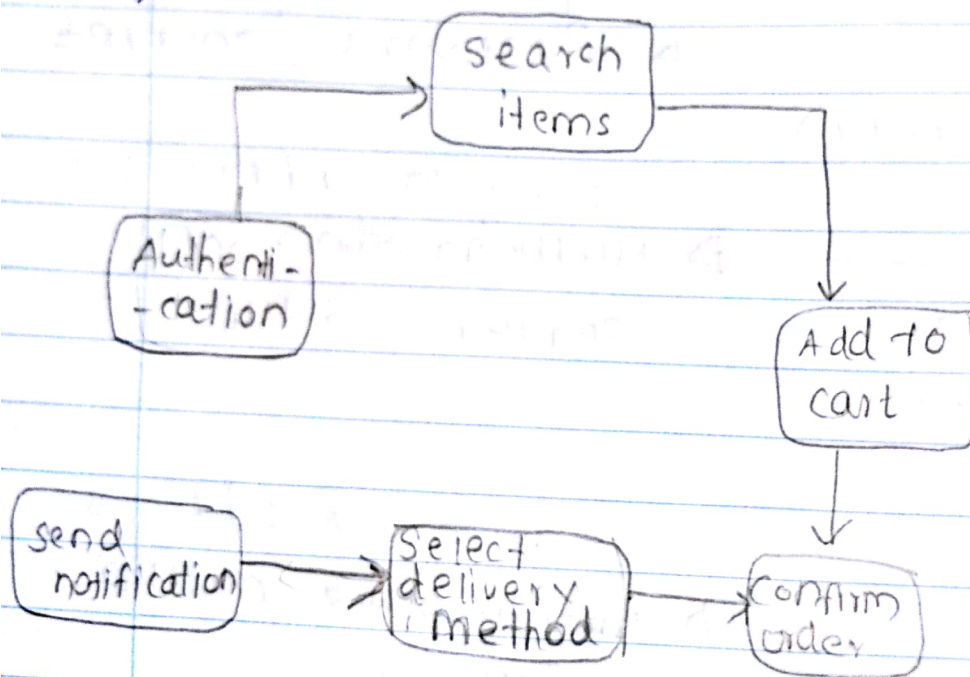 Search
items
Authenti-
-cation
Add to
cart
send
notification
Select
delivery
method
Confirm
order